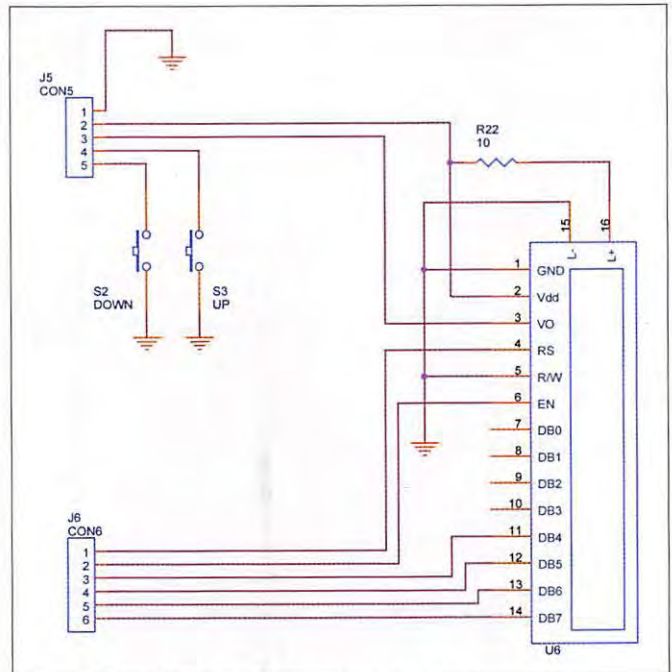 J5
CON5
1
2
3
4
5
R22
10
S2
DOWN
S3
UP
15
16
L-
L+
1 GND
2 Vdd
3 VO
4 RS
5 R/W
6 EN
7 DB0
8 DB1
9 DB2
10 DB3
11 DB4
12 DB5
13 DB6
14 DB7
U6
J6
CON6
1
2
3
4
5
6